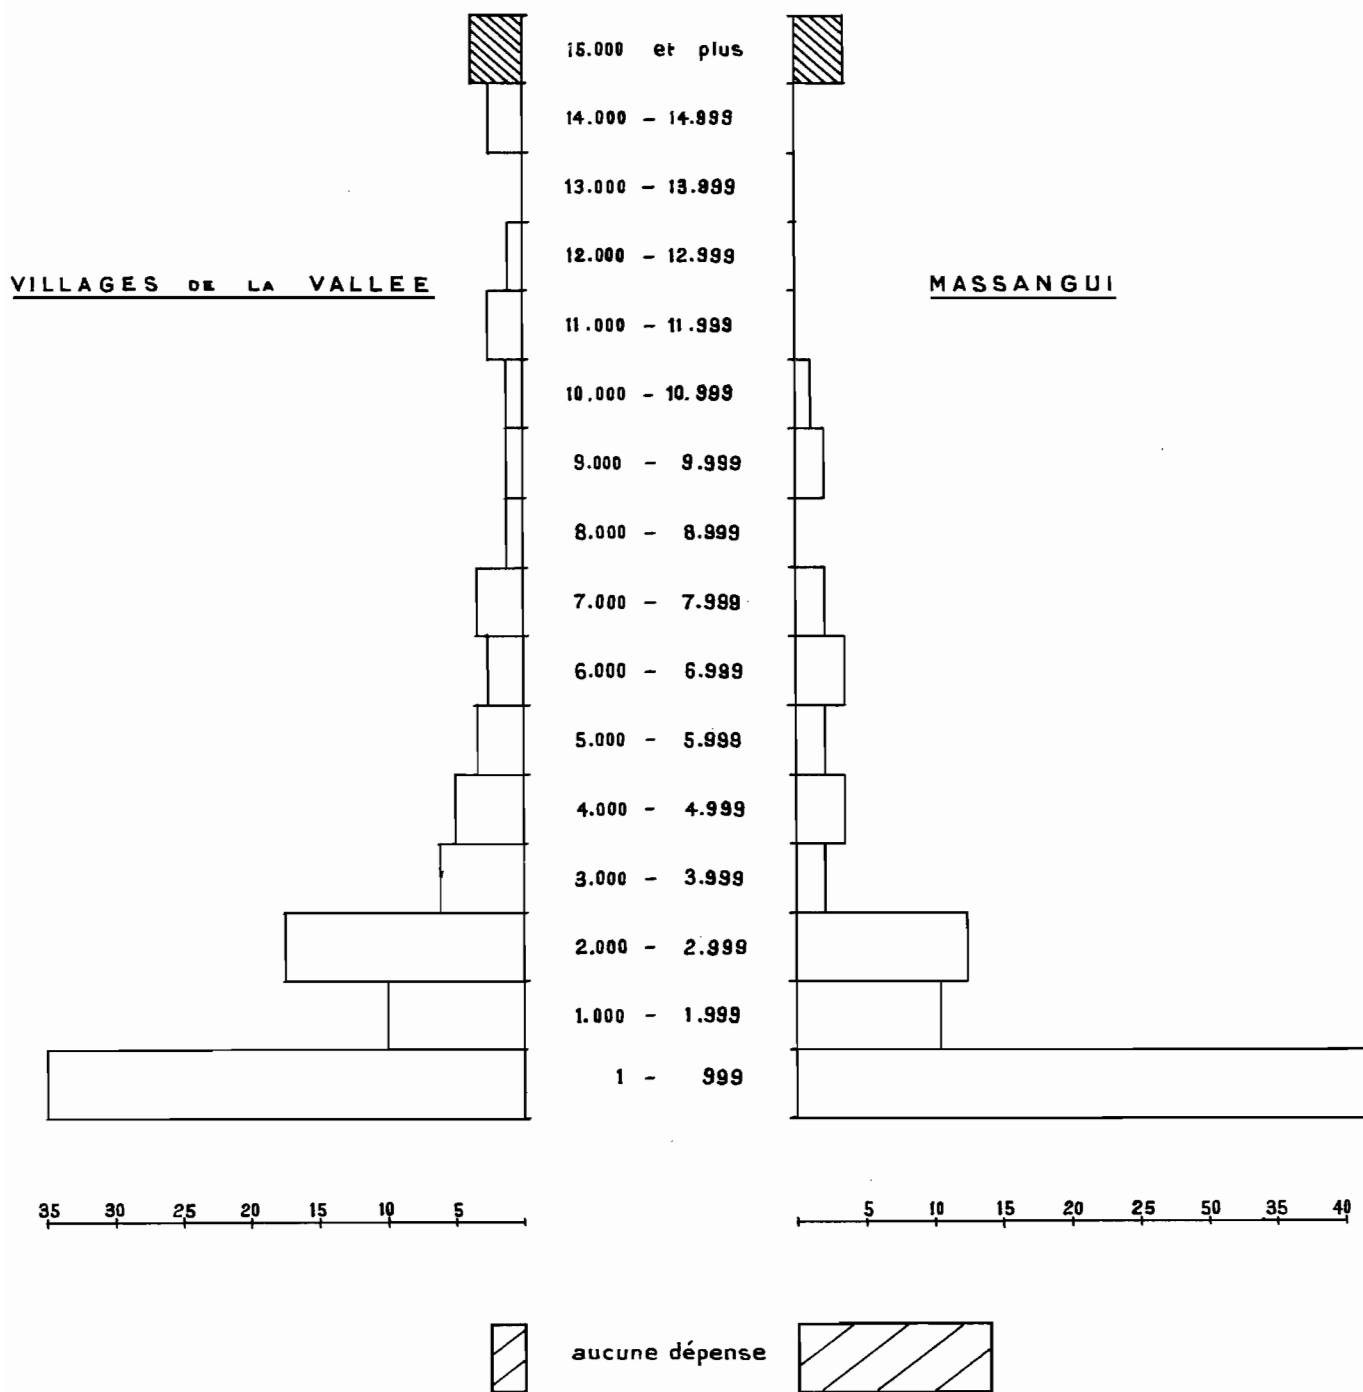 15.000 et plus
14.000 - 14.999
13.000 - 13.999
12.000 - 12.999
VILLAGES DE LA VALLEE
MASSANGUI
11.000 - 11.999
10.000 - 10.999
9.000 - 9.999
8.000 - 8.999
7.000 - 7.999
6.000 - 6.999
5.000 - 5.999
4.000 - 4.999
3.000 - 3.999
2.000 - 2.999
1.000 - 1.999
1 - 999
35 30 25 20 15 10 5
5 10 15 20 25 50 35 40
aucune dépense